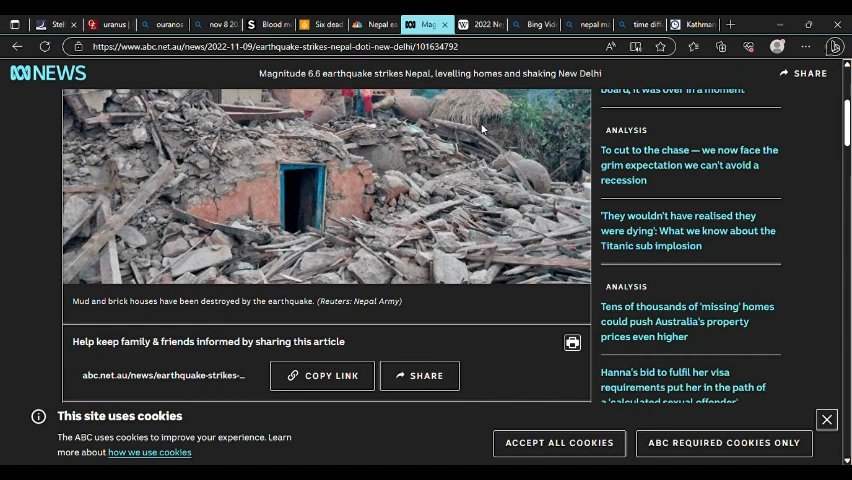 Stell
uranus
ouranos
nov 8 20
Blood m
Six dead
Nepal ea
Mag
2022 Ne
Bing Vid
nepal ma
time diff
Kathman
https://www.abc.net.au/news/2022-11-09/earthquake-strikes-nepal-doti-new-delhi/101634792
NEWS
Magnitude 6.6 earthquake strikes Nepal, levelling homes and shaking New Delhi
SHARE
board, it was over in a moment
ANALYSIS
To cut to the chase — we now face the
grim expectation we can't avoid a
recession
'They wouldn't have realised they
were dying': What we know about the
Titanic sub implosion
ANALYSIS
Tens of thousands of 'missing' homes
could push Australia's property
prices even higher
Hanna's bid to fulfil her visa
requirements put her in the path of
a 'calculated sexual offender'
Mud and brick houses have been destroyed by the earthquake. (Reuters: Nepal Army)
Help keep family & friends informed by sharing this article
abc.net.au/news/earthquake-strikes-...
COPY LINK
SHARE
This site uses cookies
The ABC uses cookies to improve your experience. Learn
more about how we use cookies
ACCEPT ALL COOKIES
ABC REQUIRED COOKIES ONLY